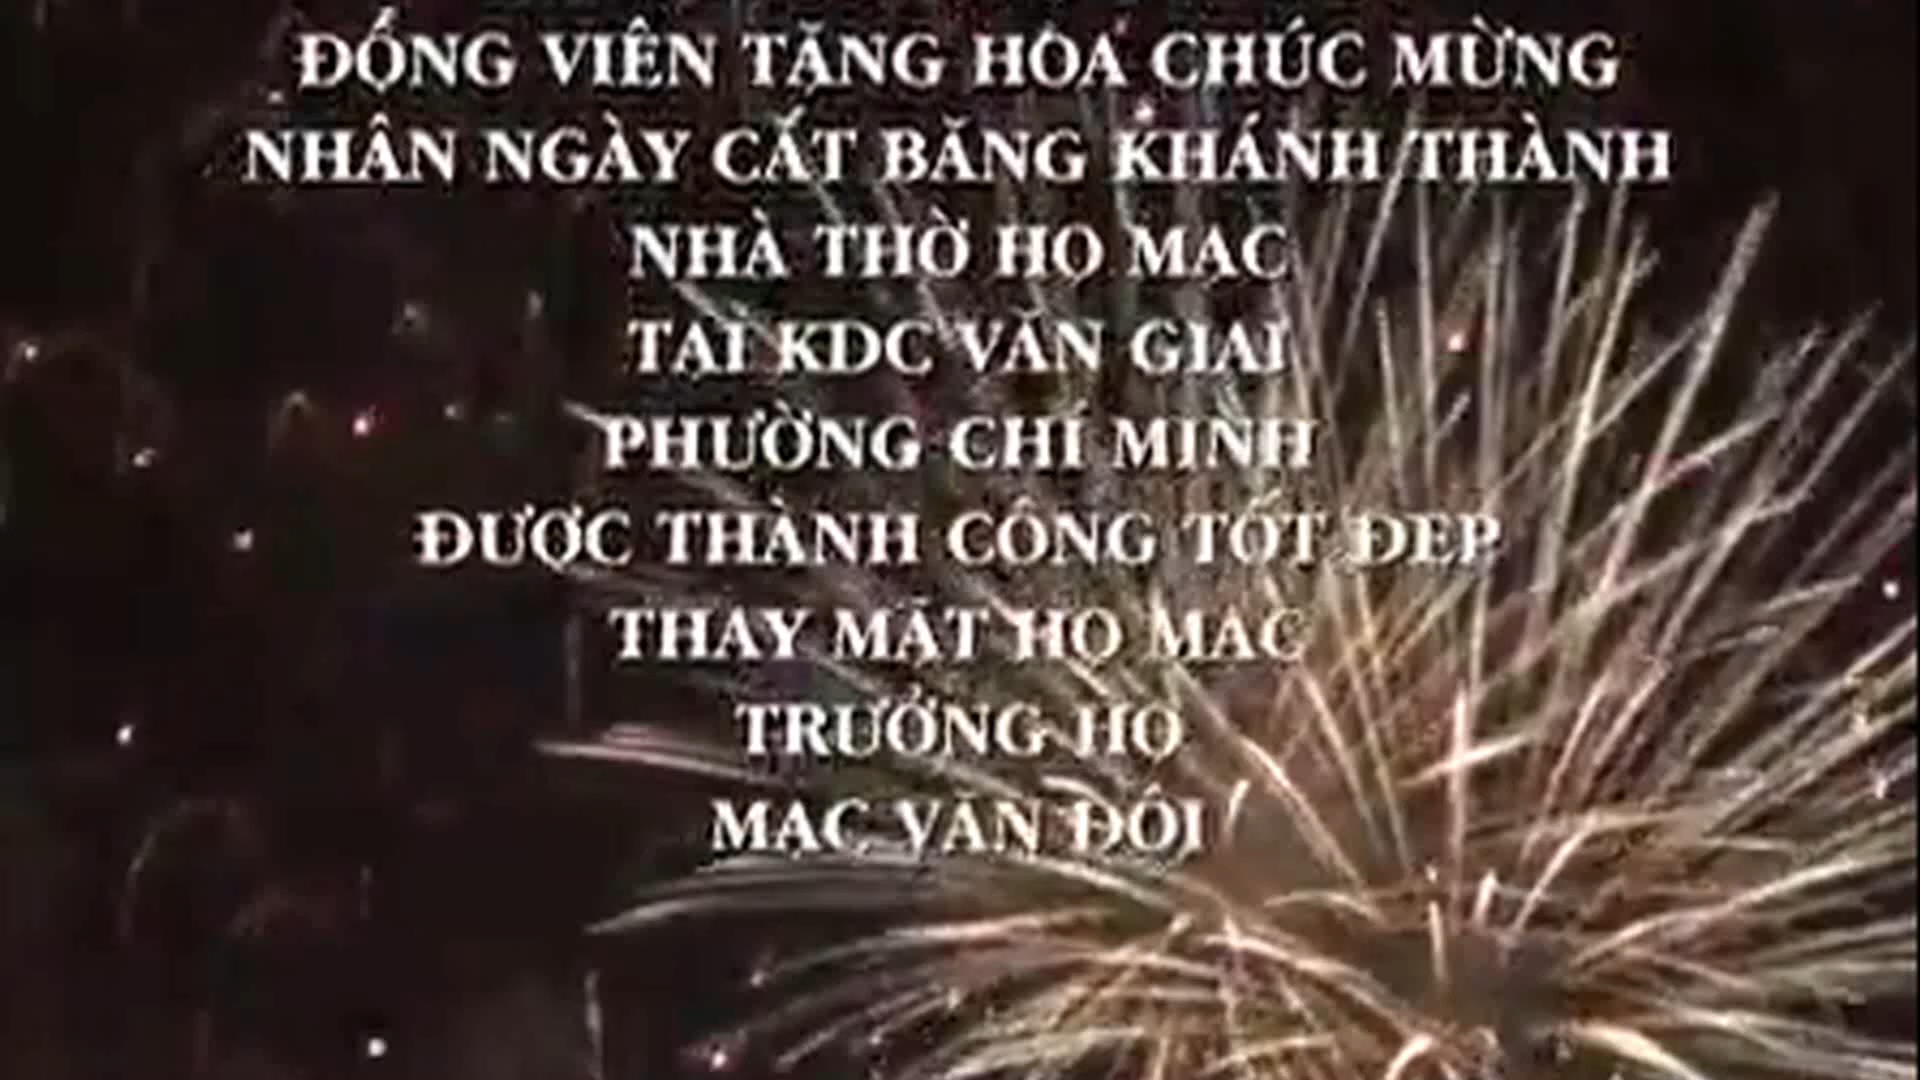 ĐỐNG VIÊN TẶNG HOA CHÚC MỪNG
NHÂN NGÀY CẮT BĂNG KHÁNH THÀNH
NHÀ THỜ HỌ MẠC
TẠI KDC VĂN GIAI
PHƯỜNG CHÍ MINH
ĐƯỢC THÀNH CÔNG TỐT ĐẸP
THAY MẶT HỌ MẠC
TRƯỞNG HỌ
MẠC VĂN ĐÔI